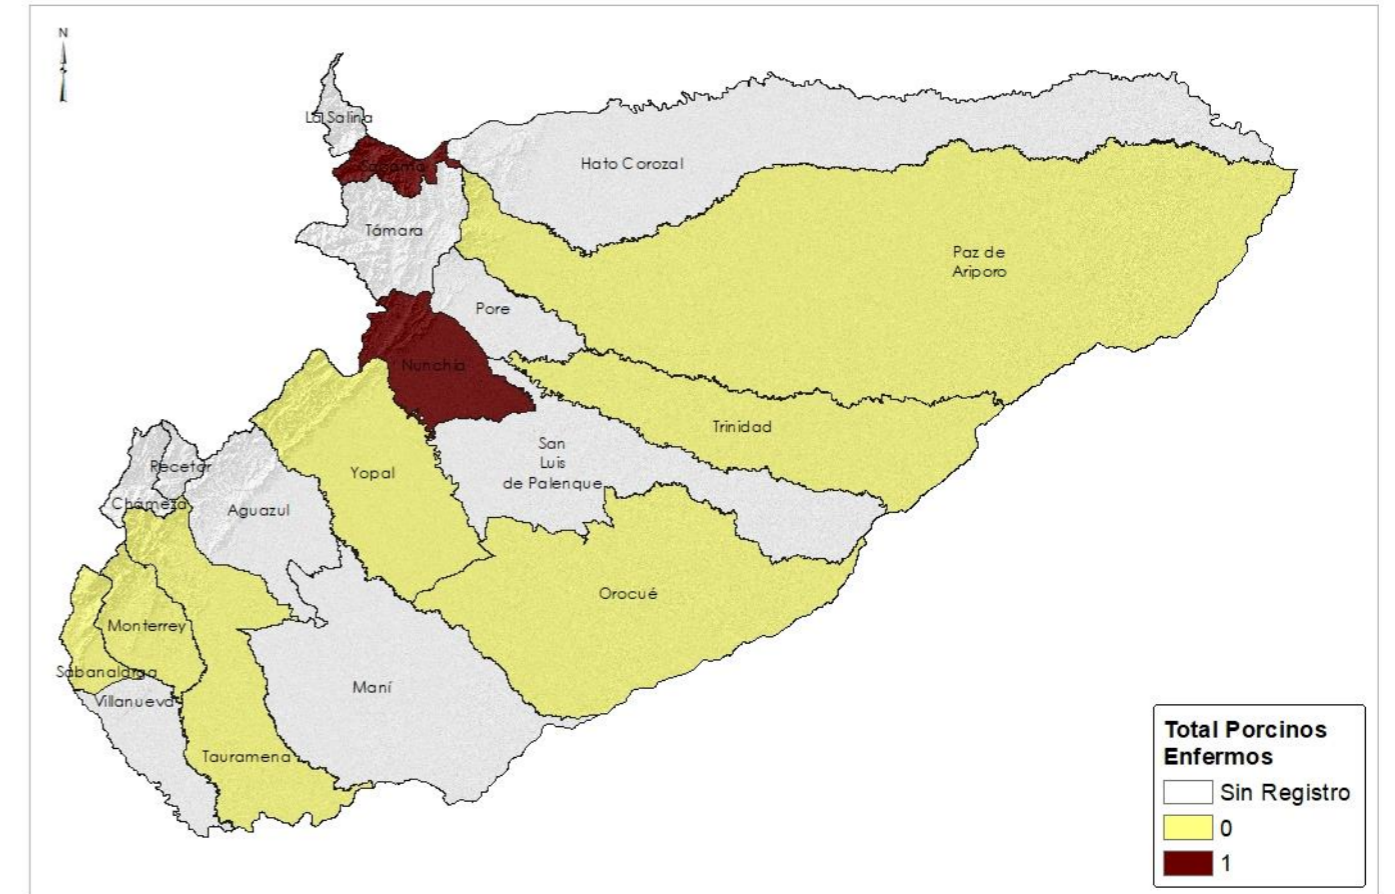 N
La Salina
Sácama
Hato Corozal
Támara
Paz de
Ariporo
Pore
Nunchía
Trinidad
San
Luis
de Palenque
Yopal
Recetor
Chámeza
Aguazul
Orocué
Monterrey
Sabanalarga
Maní
Villanueva
Tauramena
Total Porcinos
Enfermos
Sin Registro
0
1